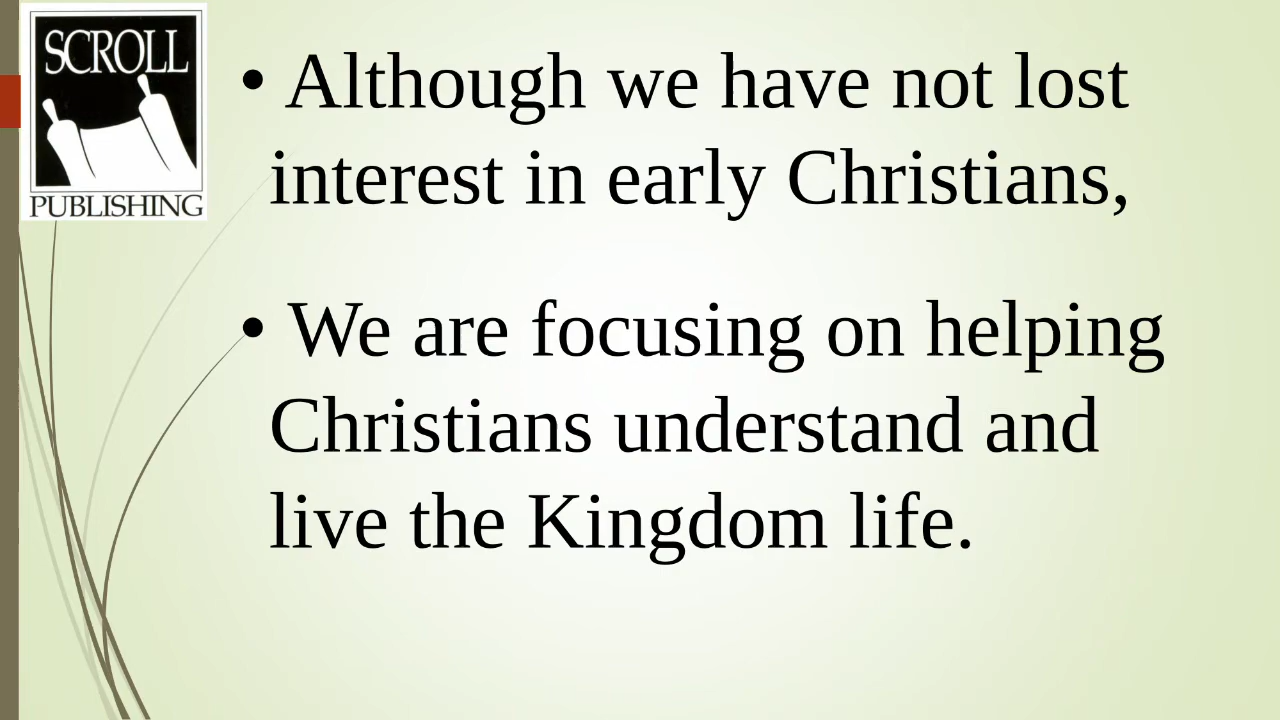 SCROLL
PUBLISHING
• Although we have not lost
interest in early Christians,
• We are focusing on helping
Christians understand and
live the Kingdom life.